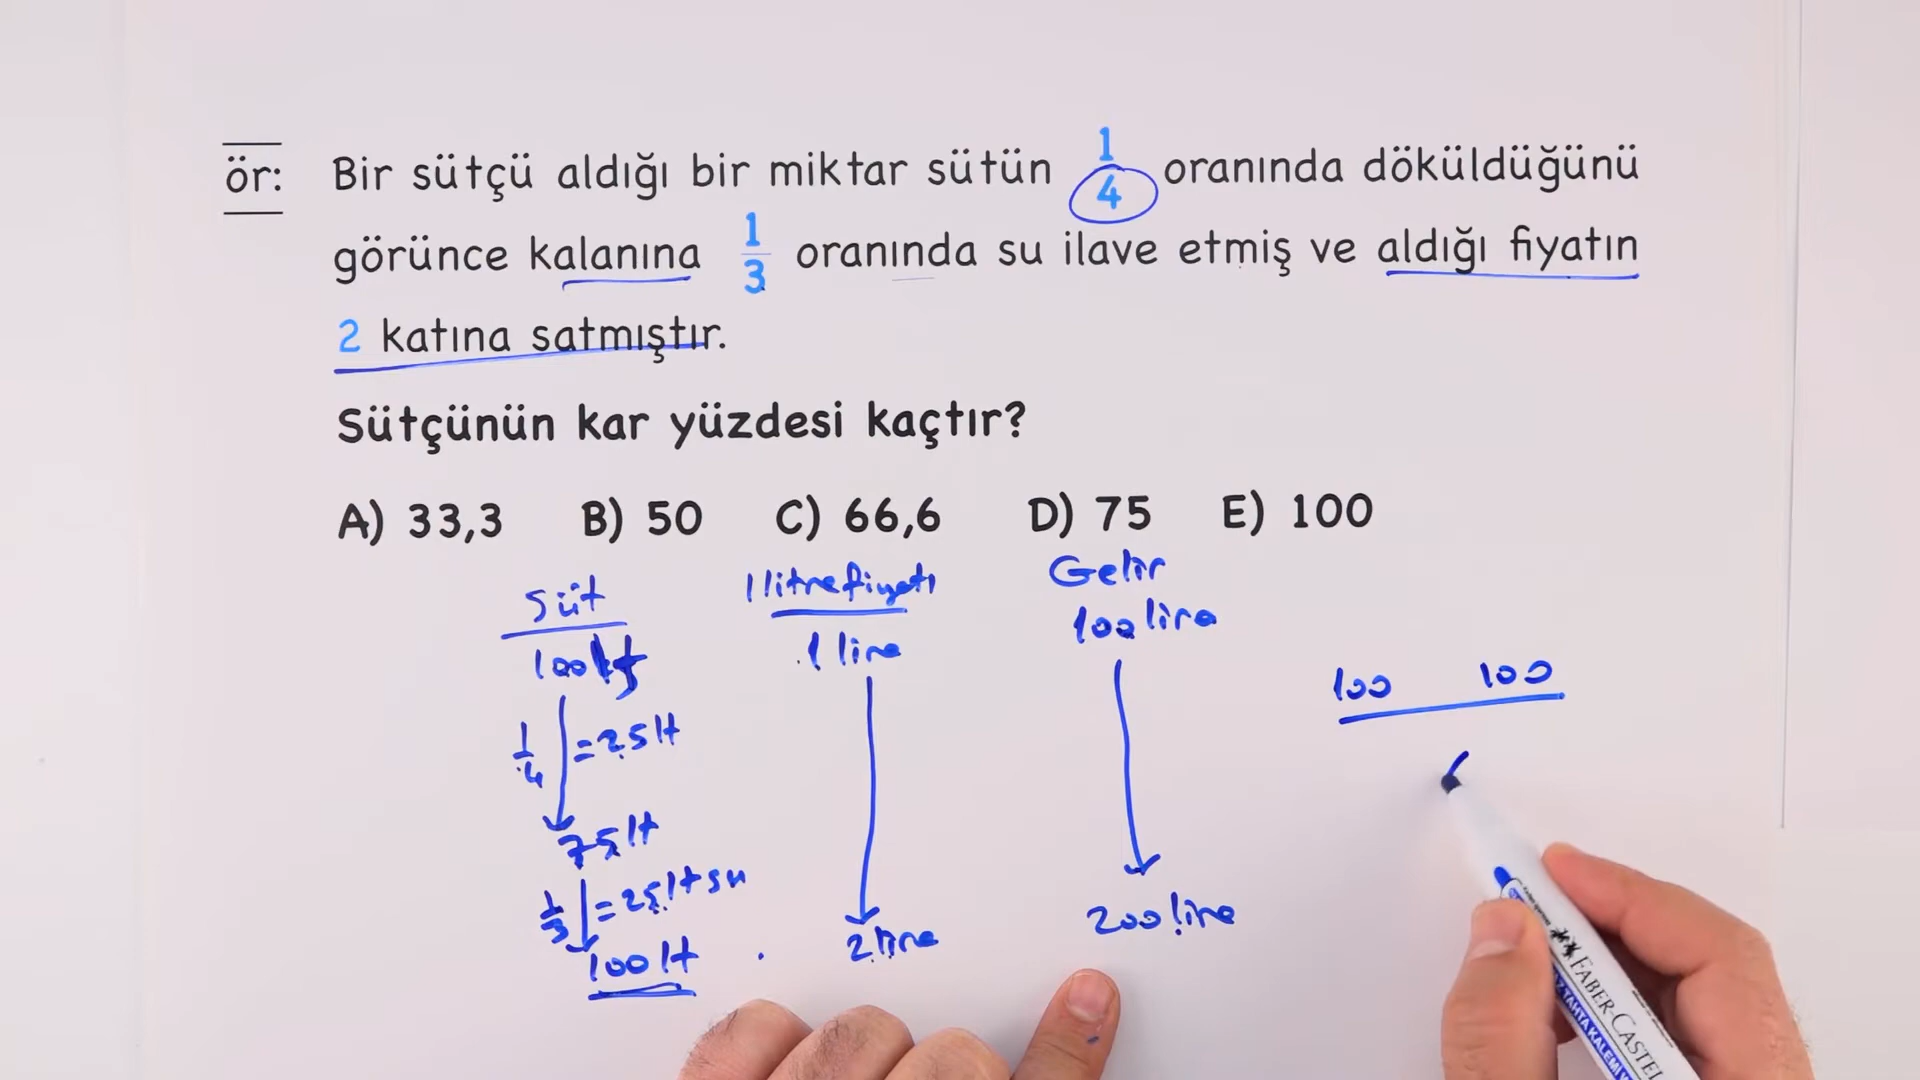 ör: Bir sütçü aldığı bir miktar sütün 1/4 oranında döküldüğünü
görünce kalanına 1/3 oranında su ilave etmiş ve aldığı fiyatın
2 katına satmıştır.
Sütçünün kar yüzdesi kaçtır?
A) 33,3 B) 50 C) 66,6 D) 75 E) 100
Süt 1 litre fiyatı Gelir
100 lt 1 lira 100 lira
100 100
1/4 = 25 lt
75 lt
1/3 = 25 lt su
100 lt . 2 lira 200 lira
FABER-CASTELL
TAHTA KALEMİ